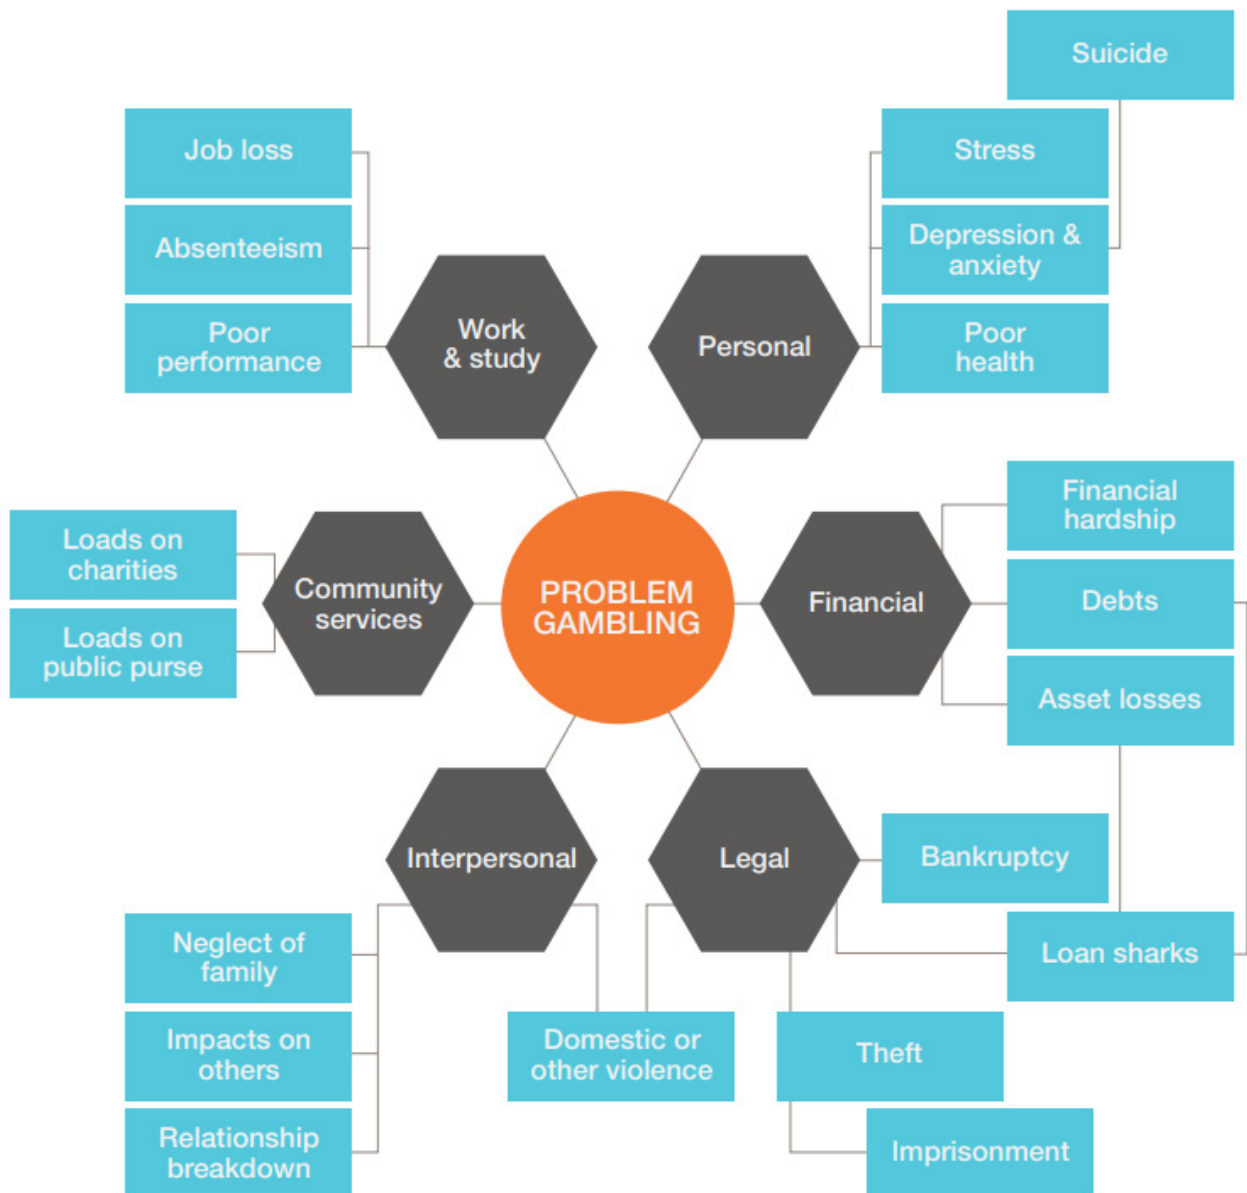 Suicide
Job loss
Stress
Absenteeism
Depression &
anxiety
Poor
performance
Work
& study
Personal
Poor
health
Financial
hardship
Loads on
charities
Community
services
PROBLEM
GAMBLING
Financial
Debts
Loads on
public purse
Asset losses
Interpersonal
Legal
Bankruptcy
Neglect of
family
Loan sharks
Impacts on
others
Domestic or
other violence
Theft
Relationship
breakdown
Imprisonment